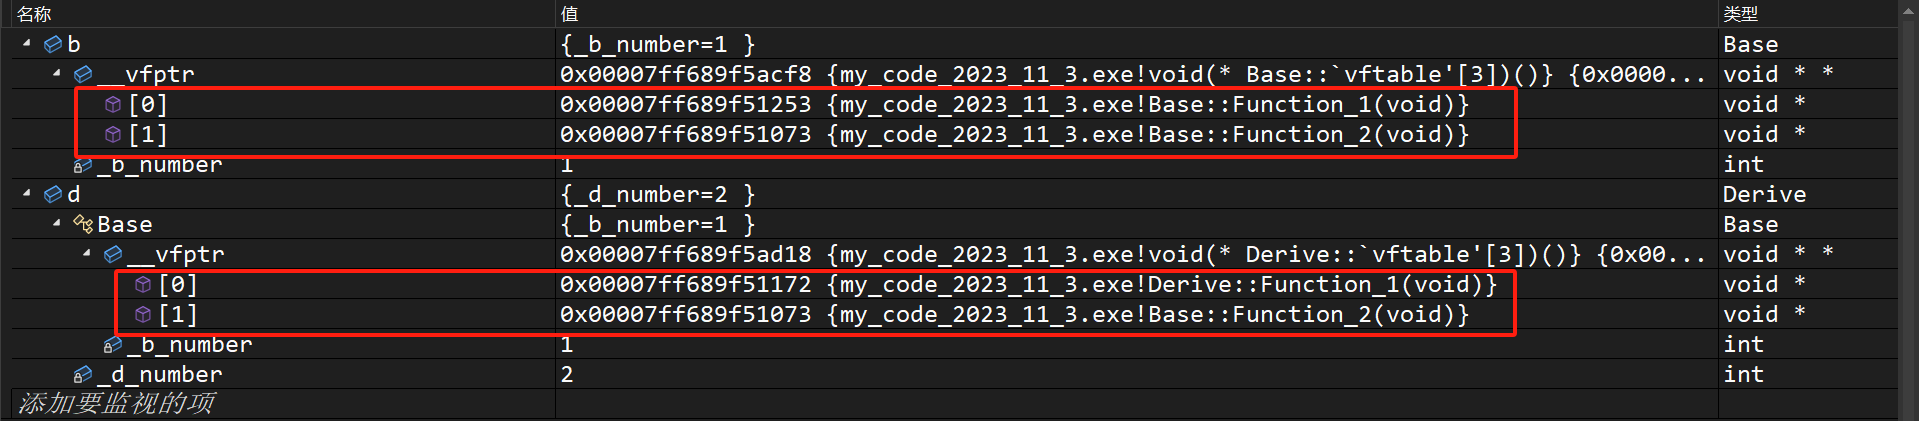 名称 值 类型
b {_b_number=1 } Base
__vfptr 0x00007ff689f5acf8 {my_code_2023_11_3.exe!void(* Base::`vftable'[3])()} {0x0000... void * *
[0] 0x00007ff689f51253 {my_code_2023_11_3.exe!Base::Function_1(void)} void *
[1] 0x00007ff689f51073 {my_code_2023_11_3.exe!Base::Function_2(void)} void *
_b_number 1 int
d {_d_number=2 } Derive
Base {_b_number=1 } Base
__vfptr 0x00007ff689f5ad18 {my_code_2023_11_3.exe!void(* Derive::`vftable'[3])()} {0x00... void * *
[0] 0x00007ff689f51172 {my_code_2023_11_3.exe!Derive::Function_1(void)} void *
[1] 0x00007ff689f51073 {my_code_2023_11_3.exe!Base::Function_2(void)} void *
_b_number 1 int
_d_number 2 int
添加要监视的项